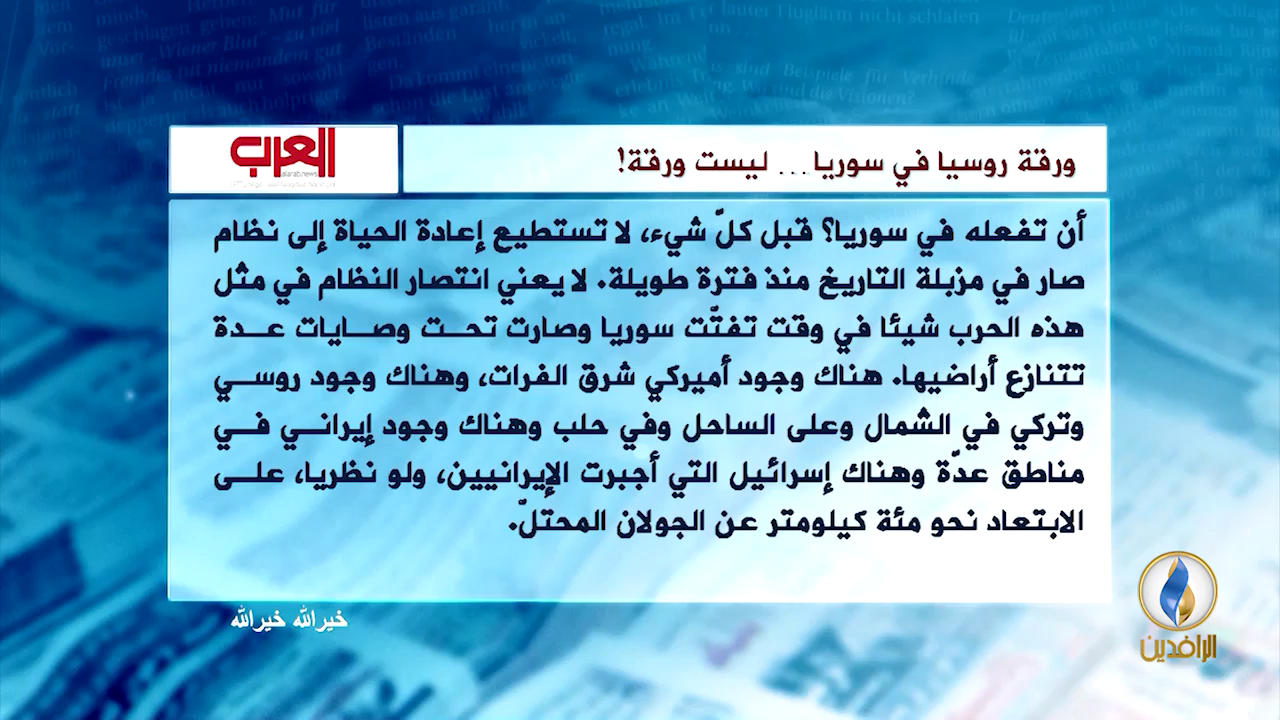 العرب
alarab.news
ورقة روسيا في سوريا... ليست ورقة!
أن تفعله في سوريا؟ قبل كلّ شيء، لا تستطيع إعادة الحياة إلى نظام
صار في مزبلة التاريخ منذ فترة طويلة. لا يعني انتصار النظام في مثل
هذه الحرب شيئا في وقت تفتّت سوريا وصارت تحت وصايات عدة
تتنازع أراضيها. هناك وجود أميركي شرق الفرات، وهناك وجود روسي
وتركي في الشمال وعلى الساحل وفي حلب وهناك وجود إيراني في
مناطق عدّة وهناك إسرائيل التي أجبرت الإيرانيين، ولو نظريا، على
الابتعاد نحو مئة كيلومتر عن الجولان المحتلّ.
خيرالله خيرالله
الرافدين